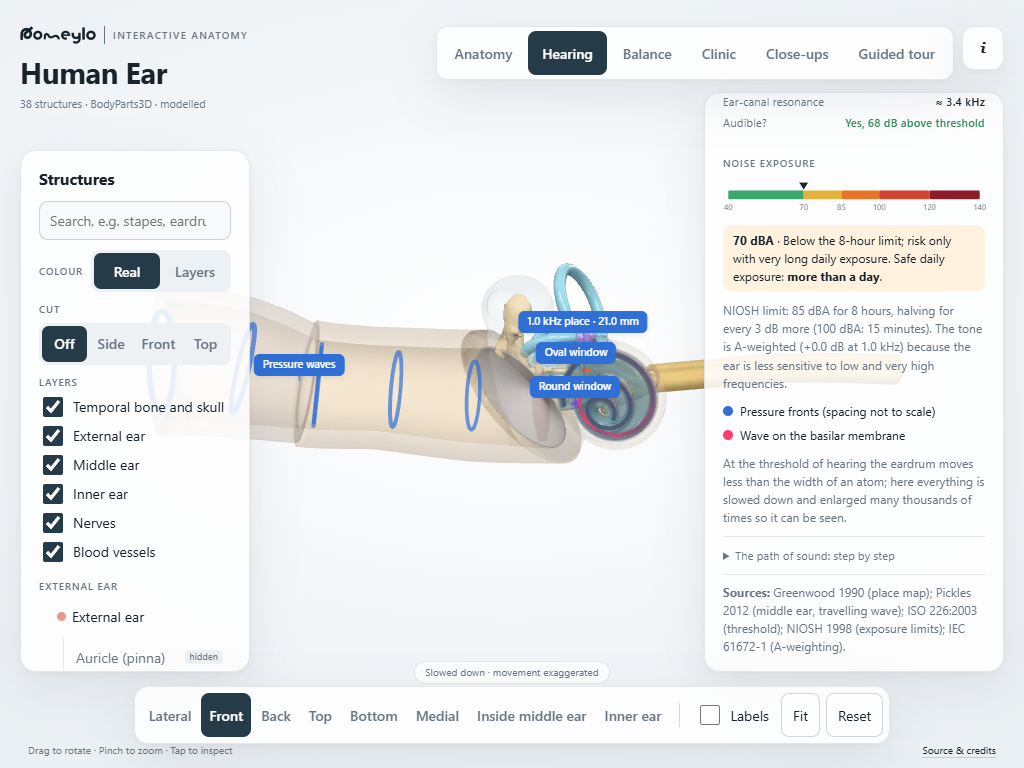 Domeylo
INTERACTIVE ANATOMY
Human Ear
38 structures · BodyParts3D · modelled
Anatomy
Hearing
Balance
Clinic
Close-ups
Guided tour
i
Structures
Search, e.g. stapes, eardru
COLOUR
Real
Layers
CUT
Off
Side
Front
Top
LAYERS
Temporal bone and skull
External ear
Middle ear
Inner ear
Nerves
Blood vessels
EXTERNAL EAR
External ear
Auricle (pinna)
hidden
Pressure waves
1.0 kHz place · 21.0 mm
Oval window
Round window
Ear-canal resonance
≈ 3.4 kHz
Audible?
Yes, 68 dB above threshold
NOISE EXPOSURE
40
70
85
100
120
140
70 dBA · Below the 8-hour limit; risk only
with very long daily exposure. Safe daily
exposure: more than a day.
NIOSH limit: 85 dBA for 8 hours, halving for
every 3 dB more (100 dBA: 15 minutes). The tone
is A-weighted (+0.0 dB at 1.0 kHz) because the
ear is less sensitive to low and very high
frequencies.
Pressure fronts (spacing not to scale)
Wave on the basilar membrane
At the threshold of hearing the eardrum moves
less than the width of an atom; here everything is
slowed down and enlarged many thousands of
times so it can be seen.
The path of sound: step by step
Sources: Greenwood 1990 (place map); Pickles
2012 (middle ear, travelling wave); ISO 226:2003
(threshold); NIOSH 1998 (exposure limits); IEC
61672-1 (A-weighting).
Slowed down · movement exaggerated
Lateral
Front
Back
Top
Bottom
Medial
Inside middle ear
Inner ear
Labels
Fit
Reset
Drag to rotate · Pinch to zoom · Tap to inspect
Source & credits